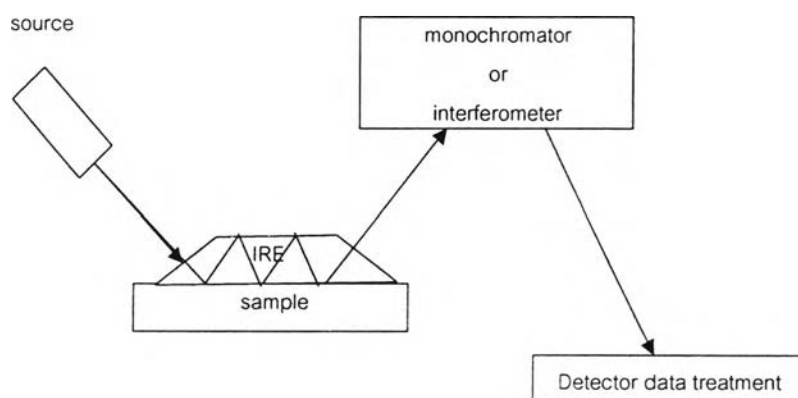 source
monochromator
or
interferometer
IRE
sample
Detector data treatment